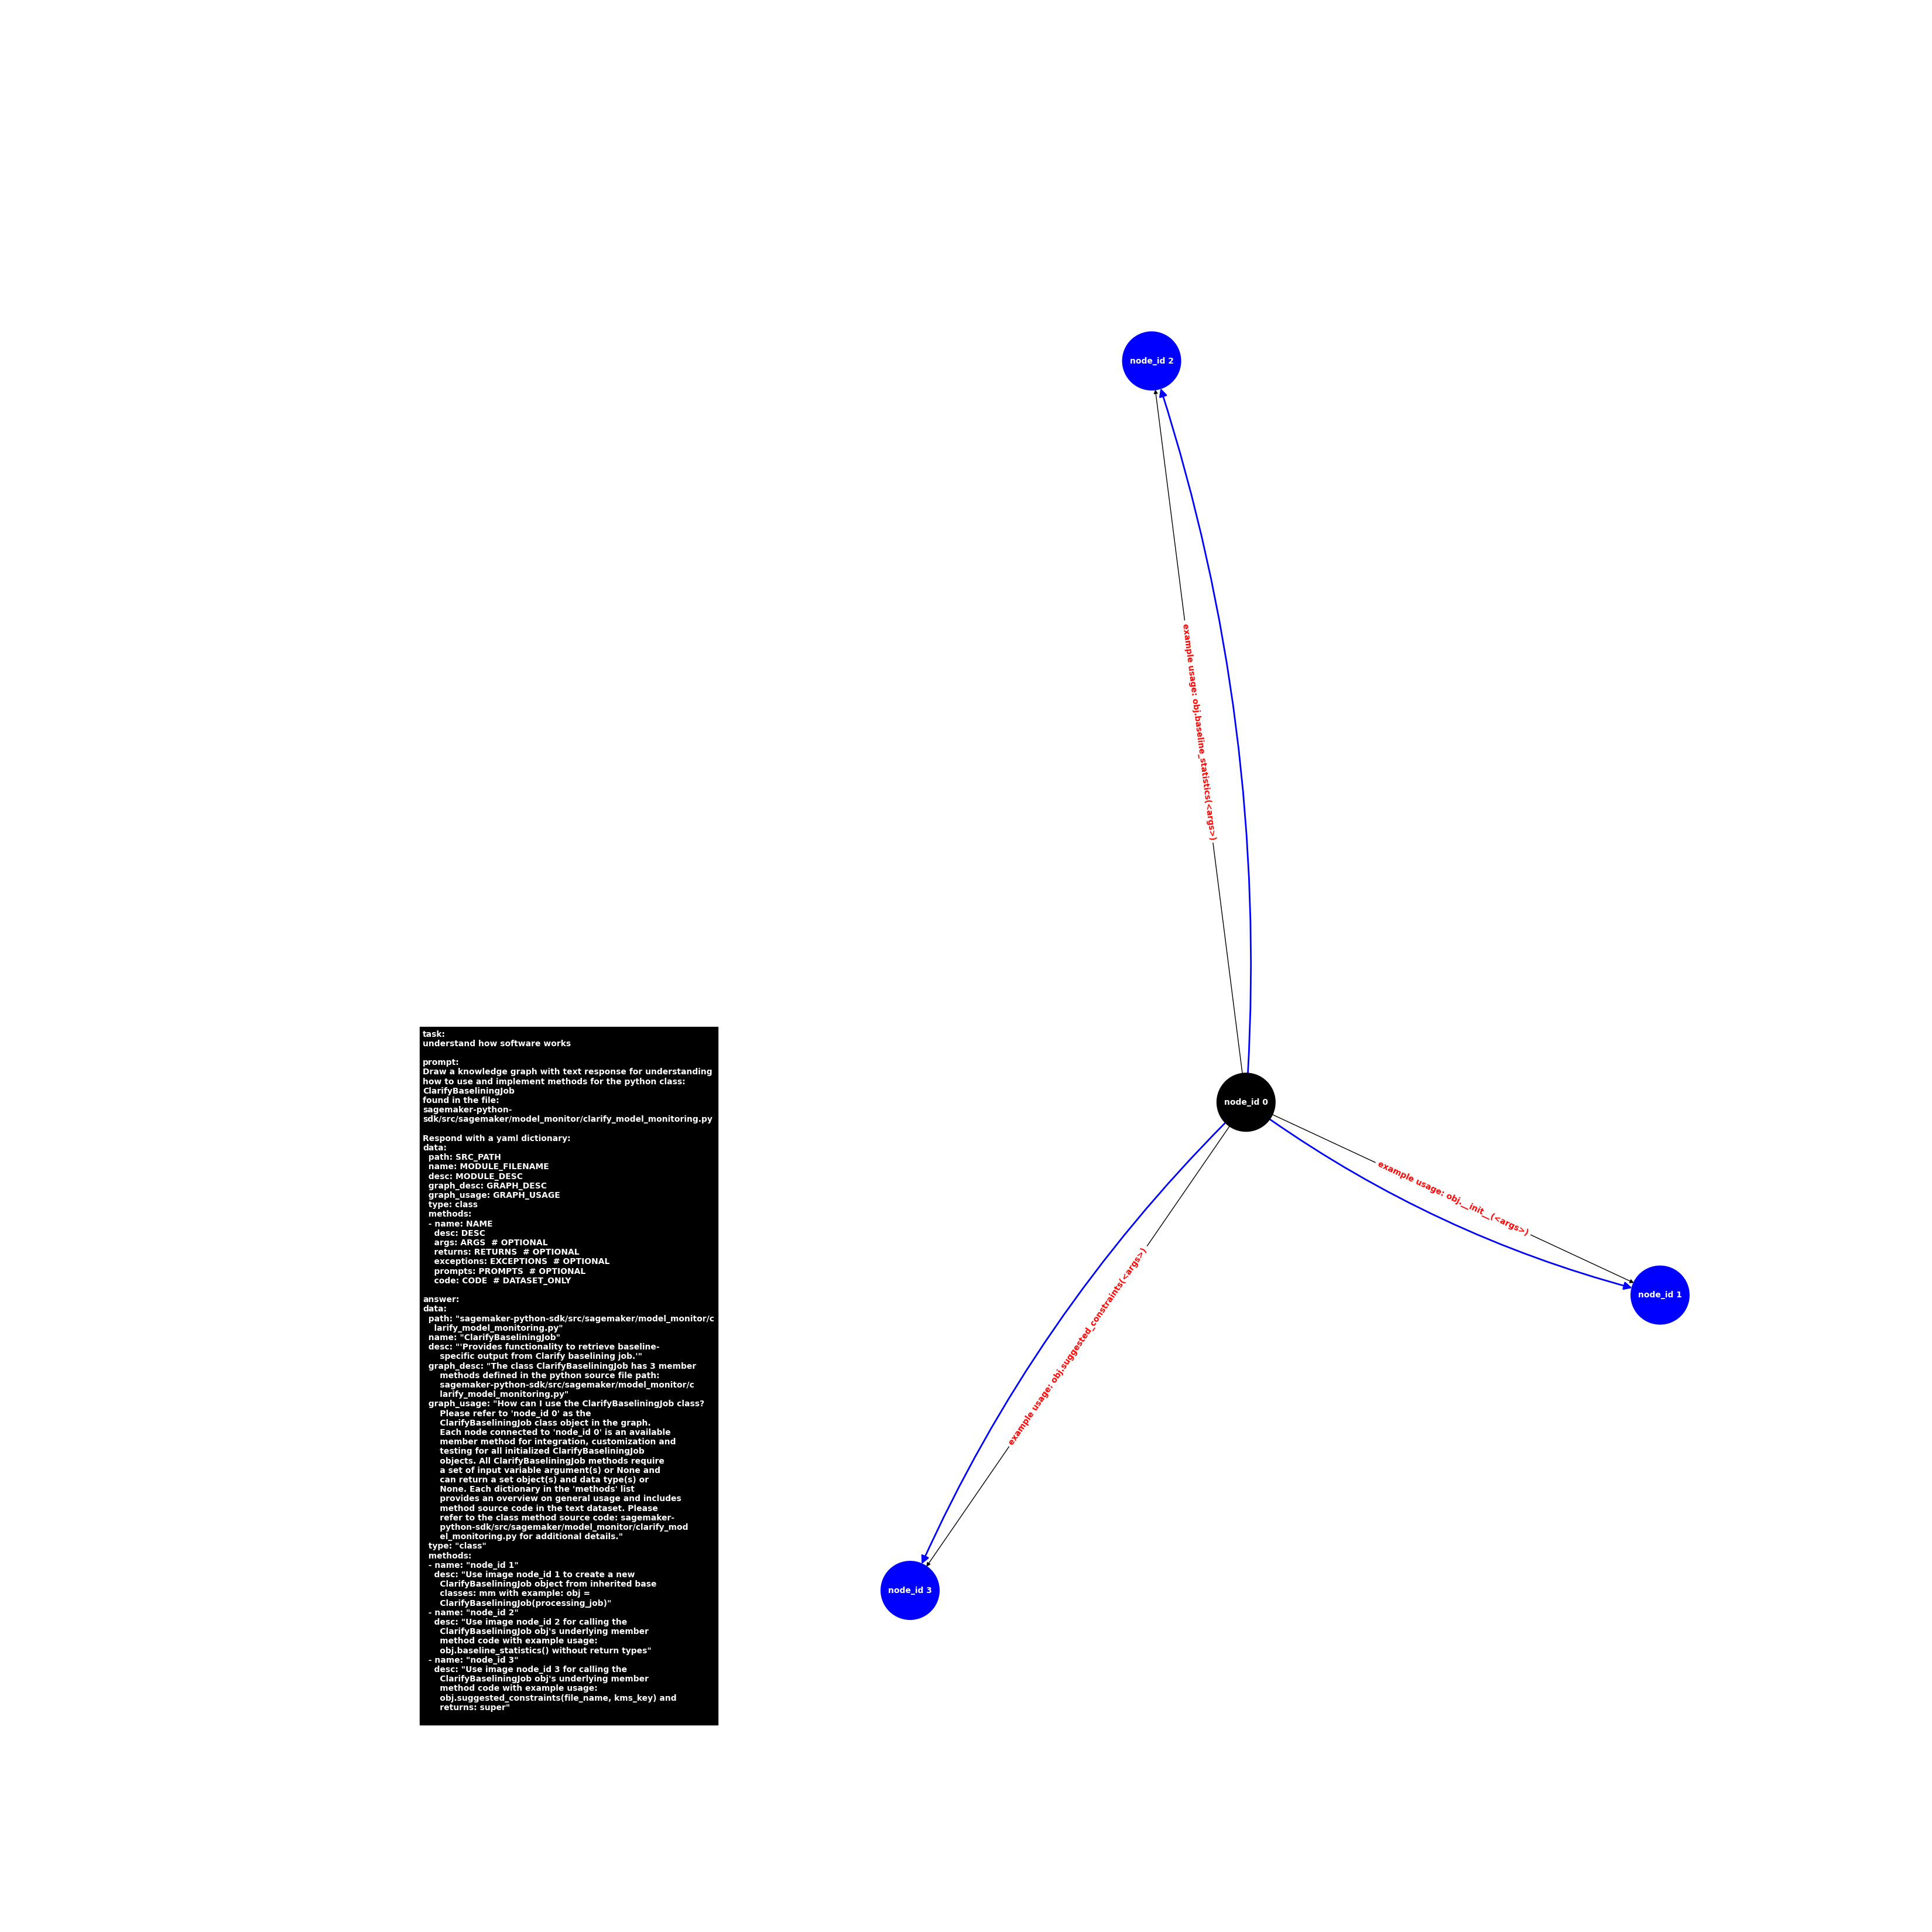 node_id 2
example usage: obj.baseline_statistics(<args>)
task:
understand how software works

prompt:
Draw a knowledge graph with text response for understanding
how to use and implement methods for the python class:
ClarifyBaseliningJob
found in the file:
sagemaker-python-
sdk/src/sagemaker/model_monitor/clarify_model_monitoring.py

Respond with a yaml dictionary:
data:
  path: SRC_PATH
  name: MODULE_FILENAME
  desc: MODULE_DESC
  graph_desc: GRAPH_DESC
  graph_usage: GRAPH_USAGE
  type: class
  methods:
  - name: NAME
    desc: DESC
    args: ARGS  # OPTIONAL
    returns: RETURNS  # OPTIONAL
    exceptions: EXCEPTIONS  # OPTIONAL
    prompts: PROMPTS  # OPTIONAL
    code: CODE  # DATASET_ONLY

answer:
data:
  path: "sagemaker-python-sdk/src/sagemaker/model_monitor/c
    larify_model_monitoring.py"
  name: "ClarifyBaseliningJob"
  desc: "'Provides functionality to retrieve baseline-
      specific output from Clarify baselining job.'"
  graph_desc: "The class ClarifyBaseliningJob has 3 member
      methods defined in the python source file path:
      sagemaker-python-sdk/src/sagemaker/model_monitor/c
      larify_model_monitoring.py"
  graph_usage: "How can I use the ClarifyBaseliningJob class?
      Please refer to 'node_id 0' as the
      ClarifyBaseliningJob class object in the graph.
      Each node connected to 'node_id 0' is an available
      member method for integration, customization and
      testing for all initialized ClarifyBaseliningJob
      objects. All ClarifyBaseliningJob methods require
      a set of input variable argument(s) or None and
      can return a set object(s) and data type(s) or
      None. Each dictionary in the 'methods' list
      provides an overview on general usage and includes
      method source code in the text dataset. Please
      refer to the class method source code: sagemaker-
      python-sdk/src/sagemaker/model_monitor/clarify_mod
      el_monitoring.py for additional details."
  type: "class"
  methods:
  - name: "node_id 1"
    desc: "Use image node_id 1 to create a new
      ClarifyBaseliningJob object from inherited base
      classes: mm with example: obj =
      ClarifyBaseliningJob(processing_job)"
  - name: "node_id 2"
    desc: "Use image node_id 2 for calling the
      ClarifyBaseliningJob obj's underlying member
      method code with example usage:
      obj.baseline_statistics() without return types"
  - name: "node_id 3"
    desc: "Use image node_id 3 for calling the
      ClarifyBaseliningJob obj's underlying member
      method code with example usage:
      obj.suggested_constraints(file_name, kms_key) and
      returns: super"
node_id 0
example usage: obj.__init__(<args>)
node_id 1
example usage: obj.suggested_constraints(<args>)
node_id 3